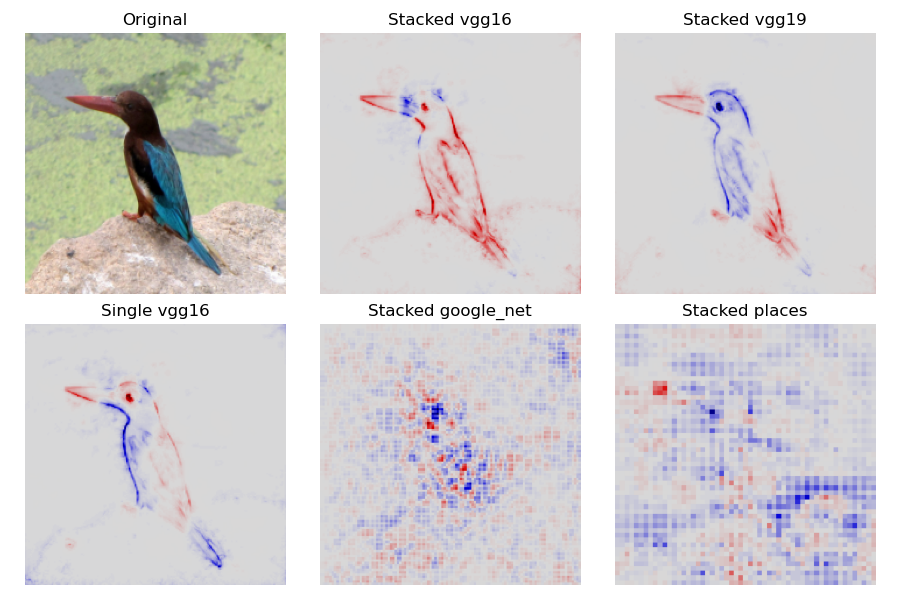 Original
Stacked vgg16
Stacked vgg19
Single vgg16
Stacked google_net
Stacked places